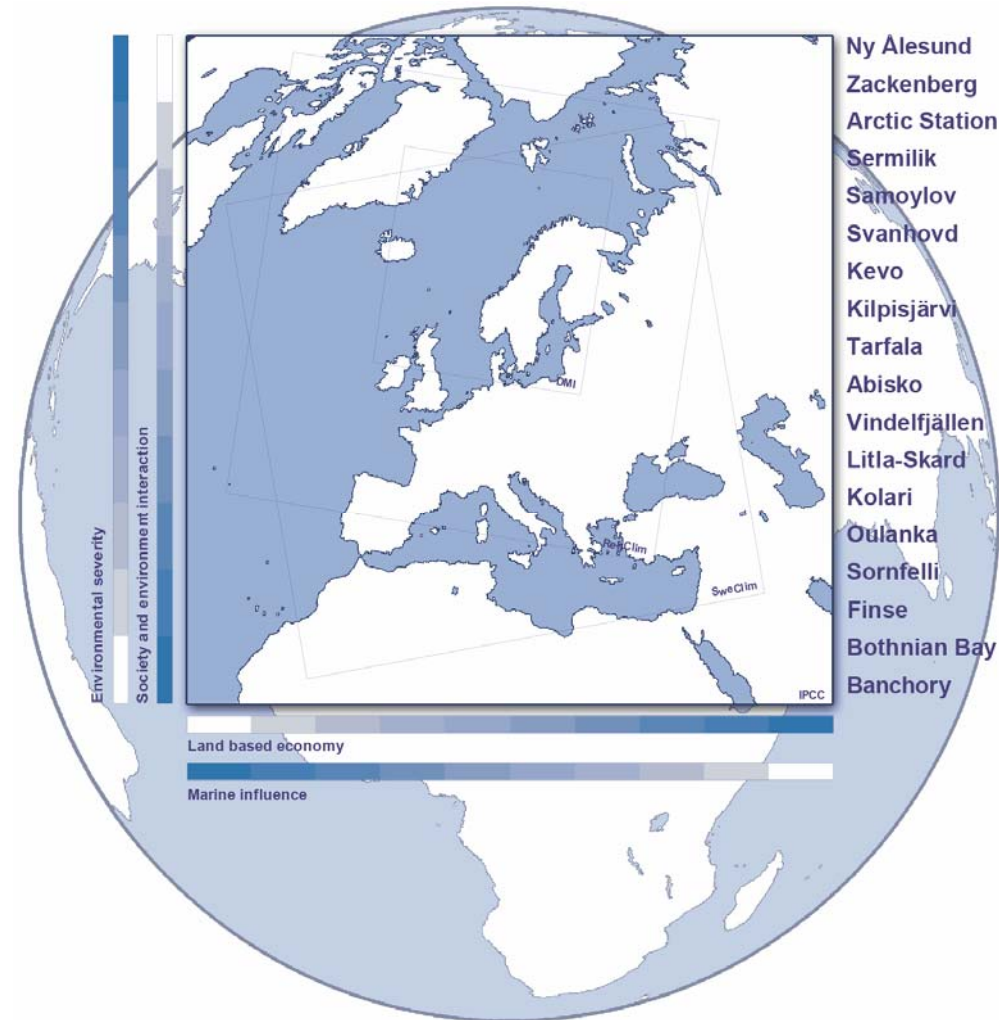 Ny Ålesund
Zackenberg
Arctic Station
Sermilik
Samoylov
Svanhovd
Kevo
Kilpisjärvi
Tarfala
Abisko
Vindelfjällen
Litla-Skard
Kolari
Oulanka
Sornfelli
Finse
Bothnian Bay
Banchory
Environmental severity
Society and environment interaction
DMI
RegClim
SweClim
IPCC
Land based economy
Marine influence